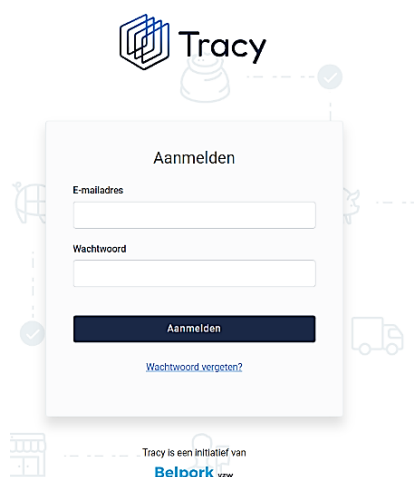 Tracy
Aanmelden
E-mailadres
Wachtwoord
Aanmelden
Wachtwoord vergeten?
Tracy is een initiatief van
Belpork vzw